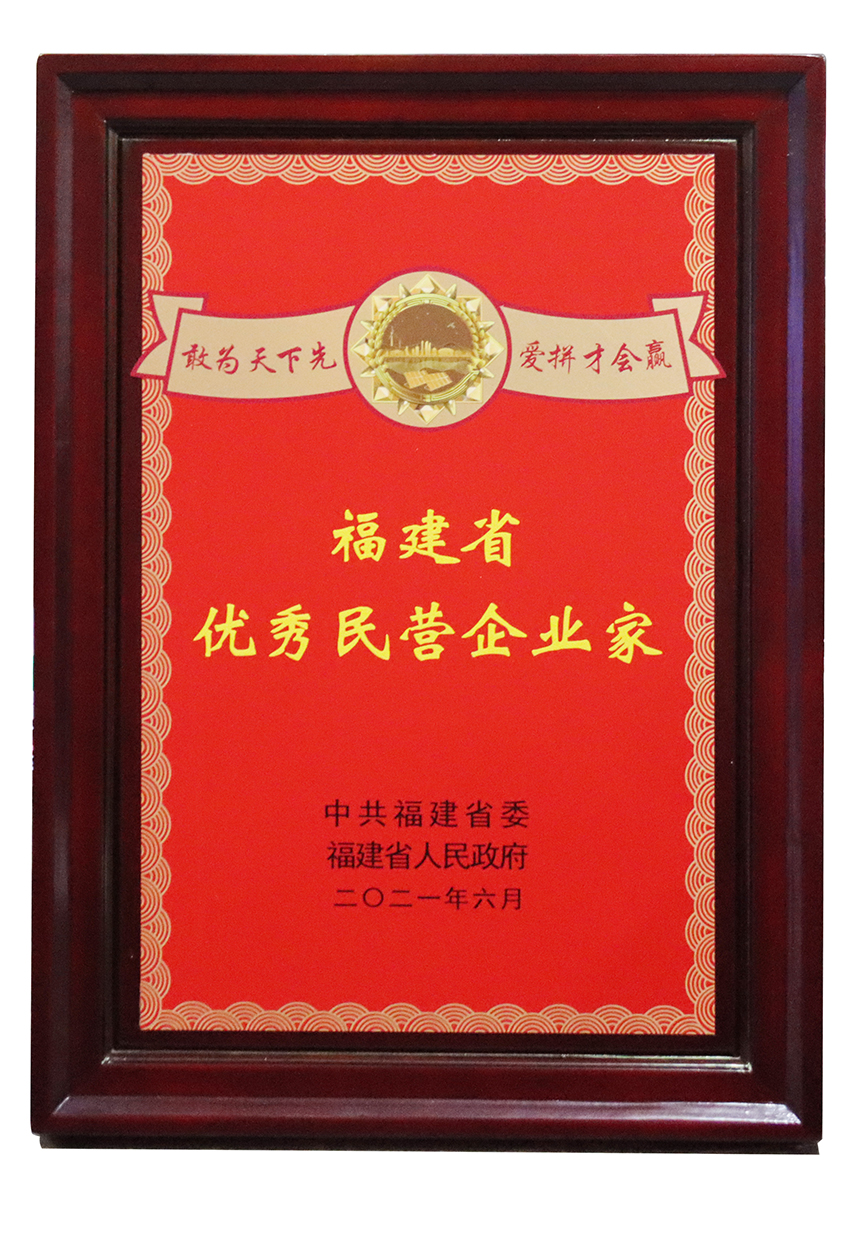 敢为天下先 爱拼才会赢
福建省
优秀民营企业家
中共福建省委
福建省人民政府
二〇二一年六月